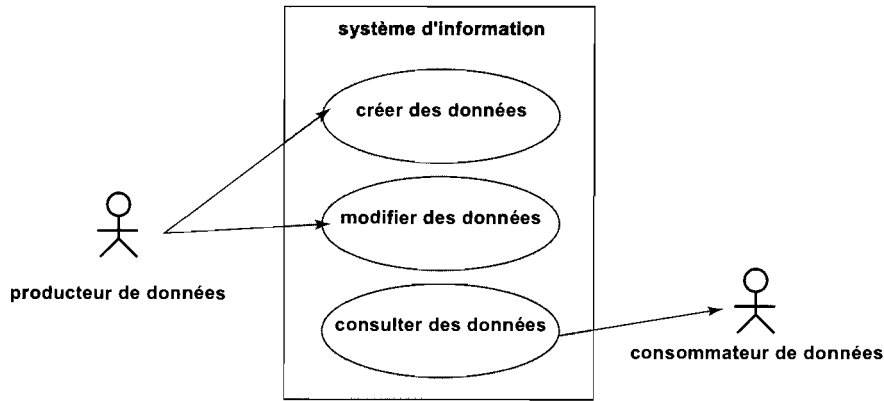 système d'information
créer des données
modifier des données
producteur de données
consulter des données
consommateur de données